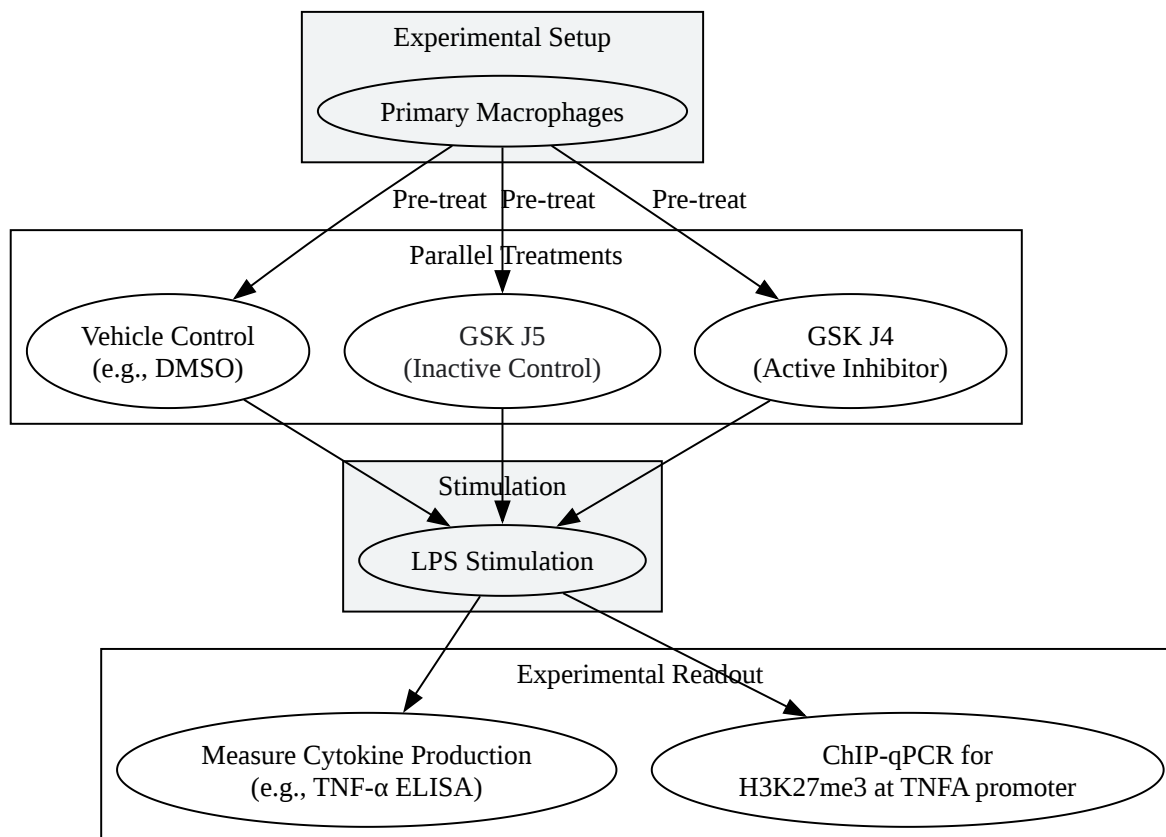 Experimental Setup
Primary Macrophages
Pre-treat Pre-treat Pre-treat
Parallel Treatments
Vehicle Control
(e.g., DMSO)
GSK J5
(Inactive Control)
GSK J4
(Active Inhibitor)
Stimulation
LPS Stimulation
Experimental Readout
Measure Cytokine Production
(e.g., TNF-α ELISA)
ChIP-qPCR for
H3K27me3 at TNFA promoter